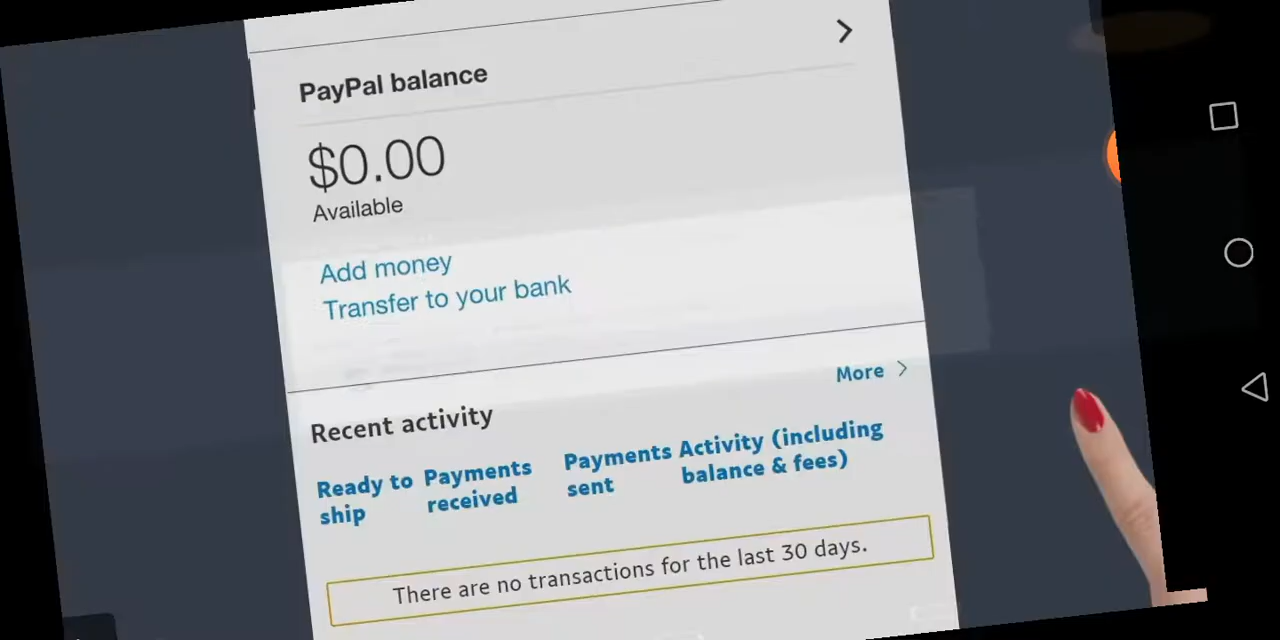 PayPal balance
$0.00
Available
Add money
Transfer to your bank
More
Recent activity
Ready to ship
Payments received
Payments sent
Activity (including balance & fees)
There are no transactions for the last 30 days.